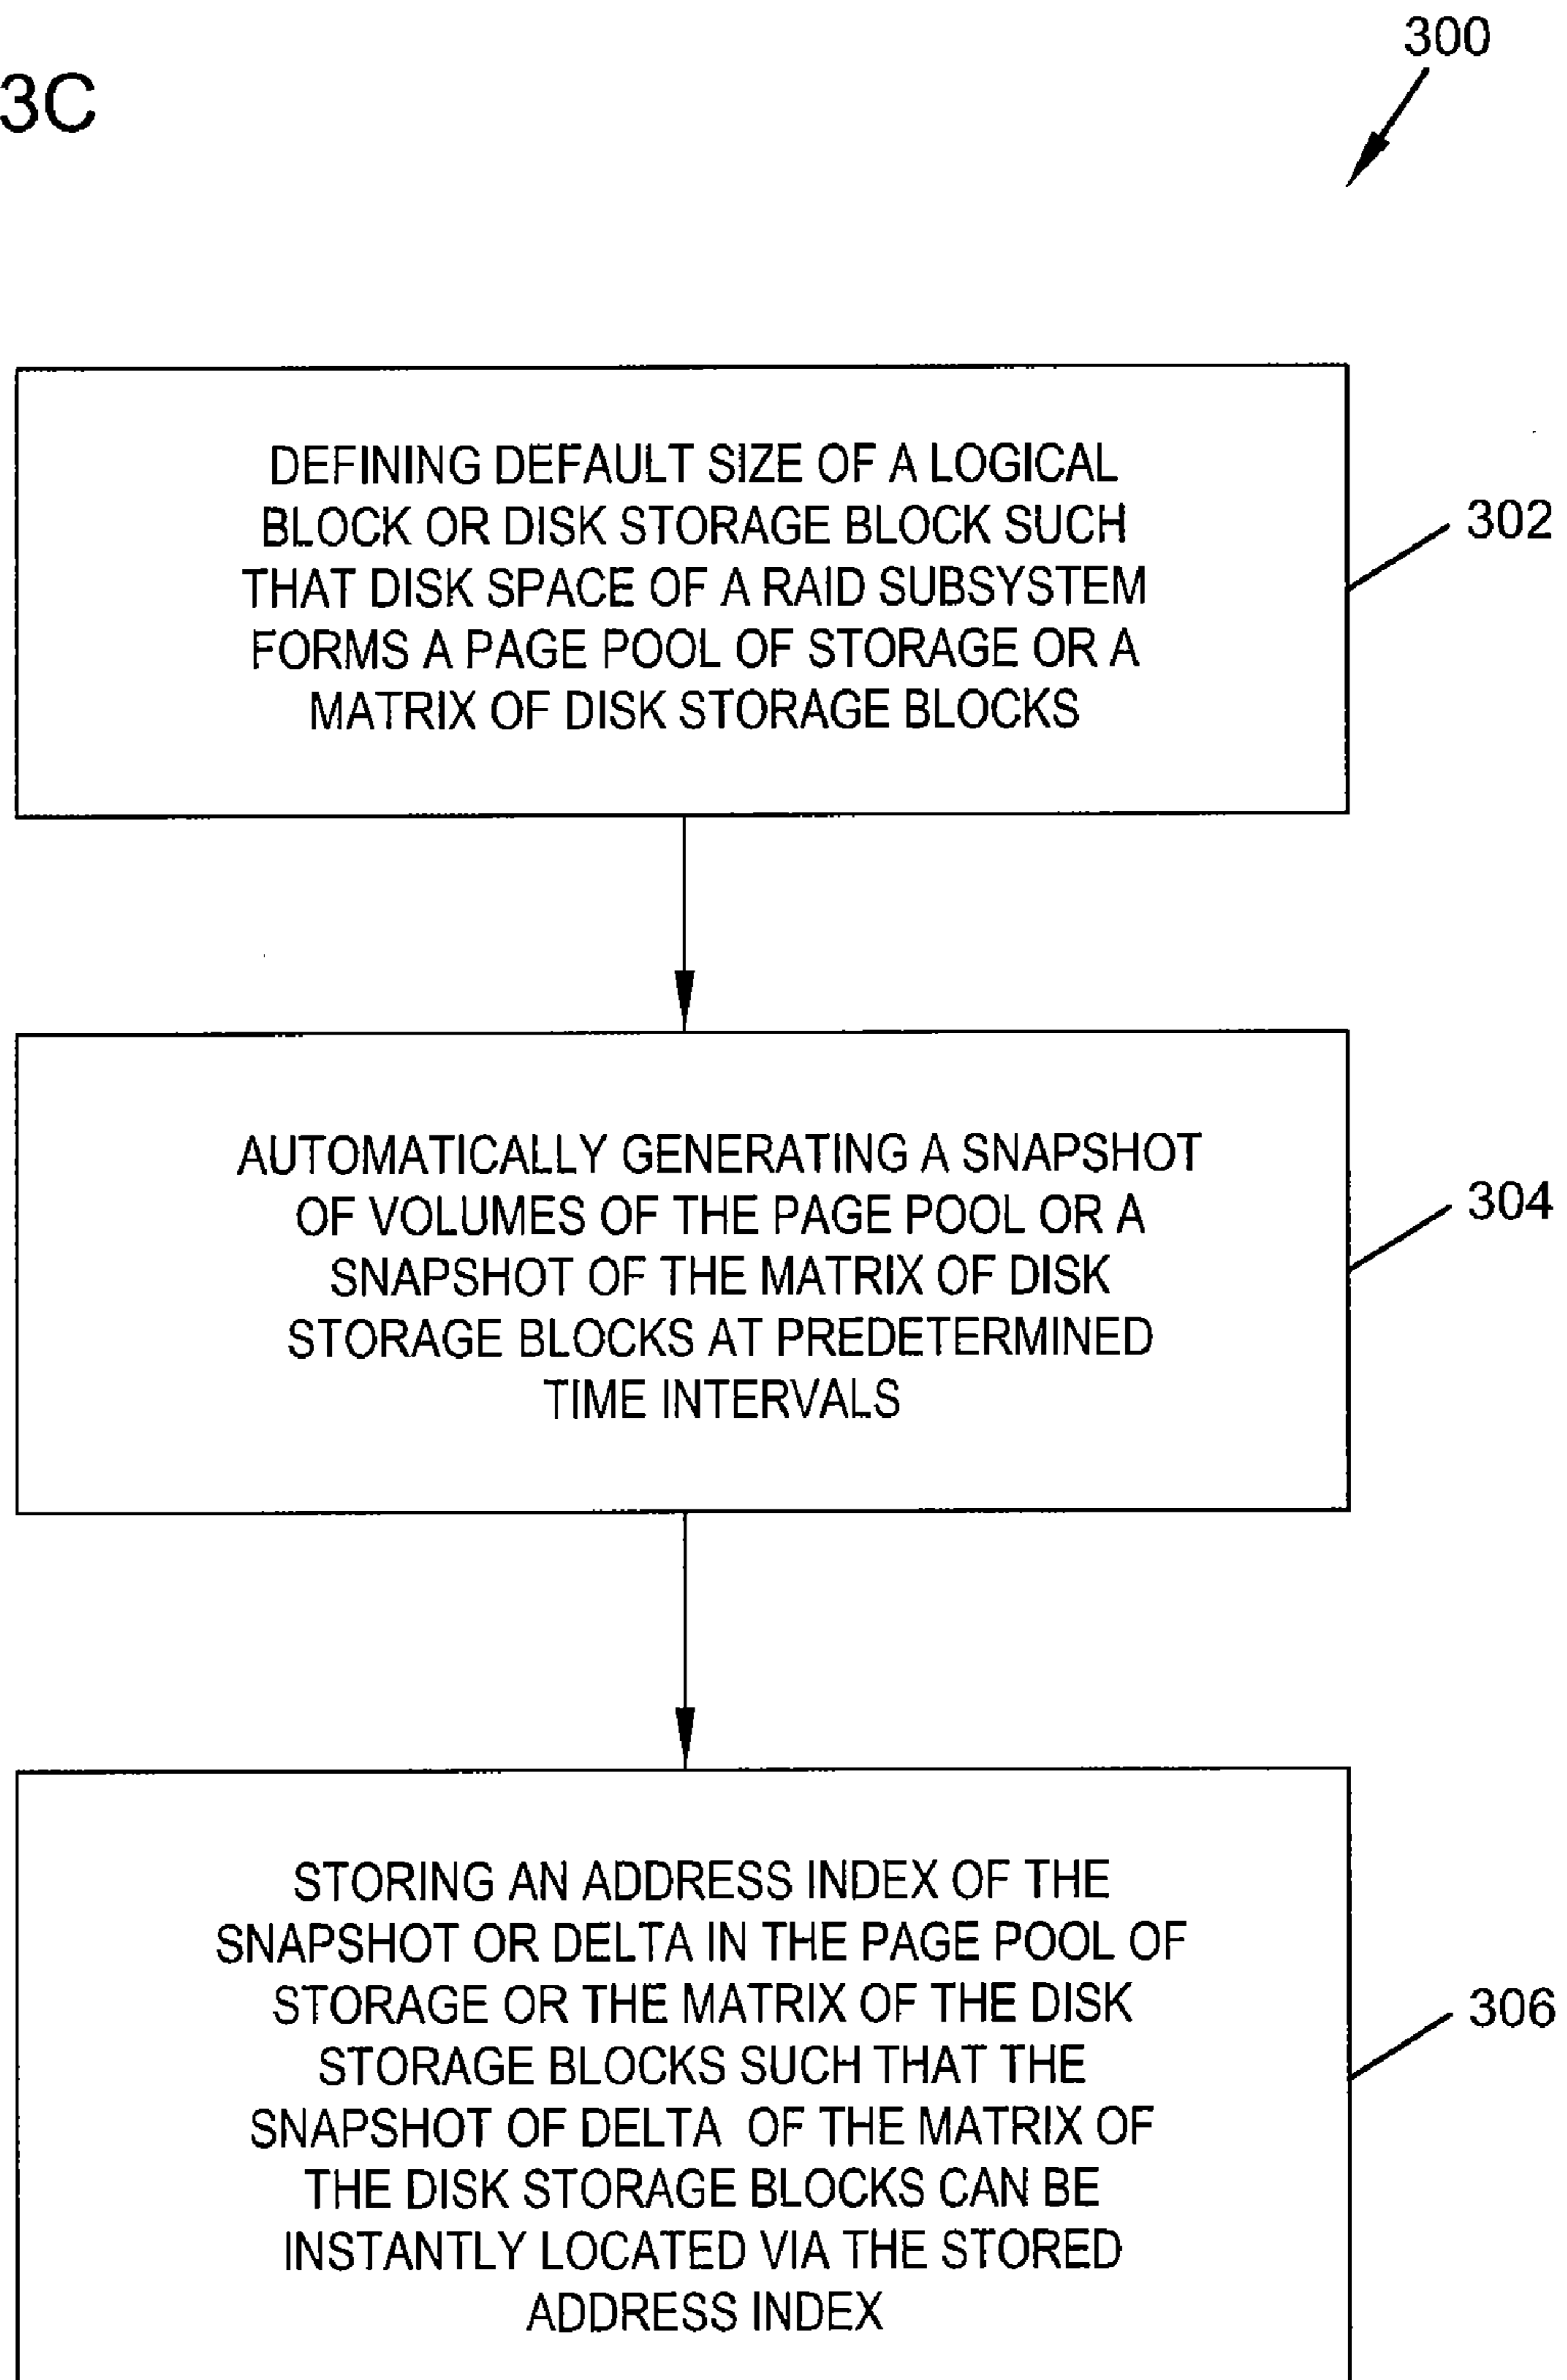 300
3C
DEFINING DEFAULT SIZE OF A LOGICAL
BLOCK OR DISK STORAGE BLOCK SUCH
THAT DISK SPACE OF A RAID SUBSYSTEM
FORMS A PAGE POOL OF STORAGE OR A
MATRIX OF DISK STORAGE BLOCKS
302
AUTOMATICALLY GENERATING A SNAPSHOT
OF VOLUMES OF THE PAGE POOL OR A
SNAPSHOT OF THE MATRIX OF DISK
STORAGE BLOCKS AT PREDETERMINED
TIME INTERVALS
304
STORING AN ADDRESS INDEX OF THE
SNAPSHOT OR DELTA IN THE PAGE POOL OF
STORAGE OR THE MATRIX OF THE DISK
STORAGE BLOCKS SUCH THAT THE
SNAPSHOT OF DELTA OF THE MATRIX OF
THE DISK STORAGE BLOCKS CAN BE
INSTANTLY LOCATED VIA THE STORED
ADDRESS INDEX
306